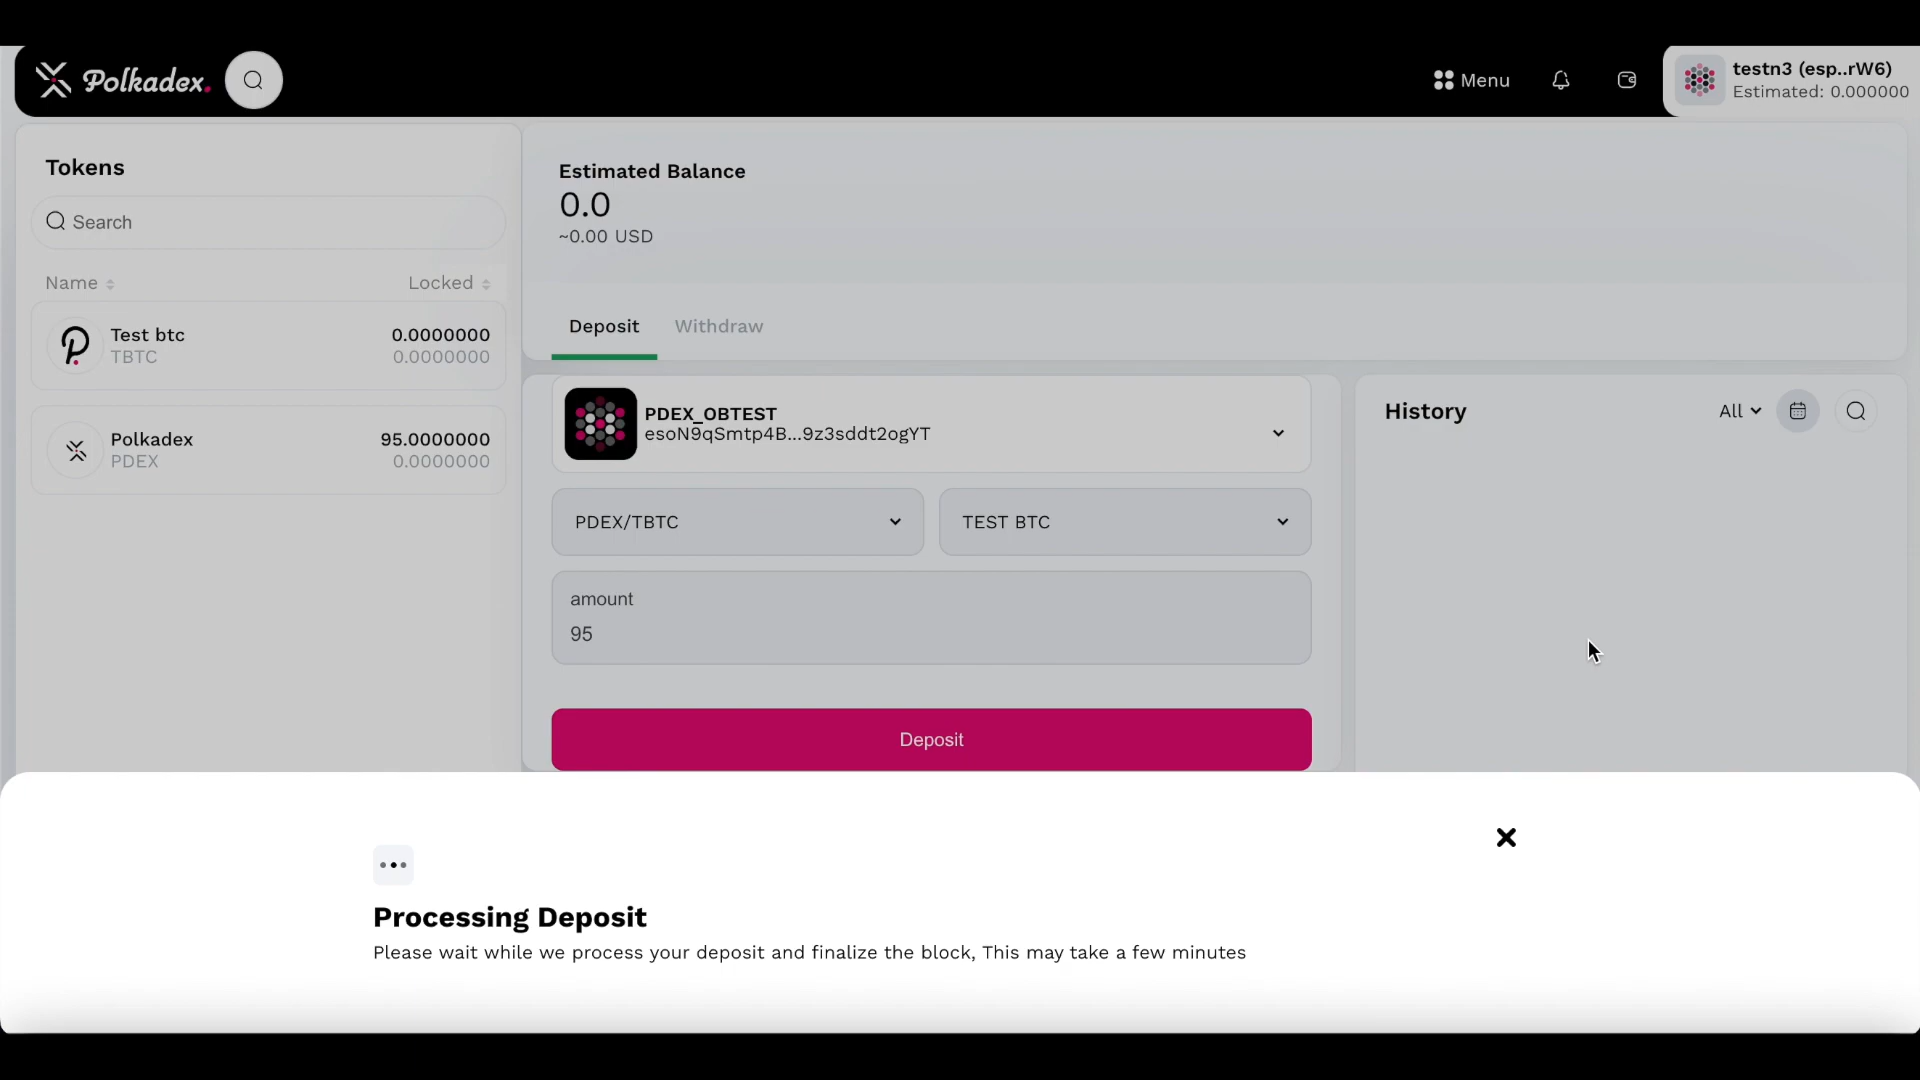 Polkadex.
Menu
testn3 (esp..rW6)
Estimated: 0.000000
Tokens
Search
Name
Locked
Test btc
0.0000000
TBTC
0.0000000
Polkadex
95.0000000
PDEX
0.0000000
Estimated Balance
0.0
~0.00 USD
Deposit
Withdraw
PDEX_OBTEST
esoN9qSmtp4B...9z3sddt2ogYT
PDEX/TBTC
TEST BTC
amount
95
Deposit
History
All
Processing Deposit
Please wait while we process your deposit and finalize the block, This may take a few minutes